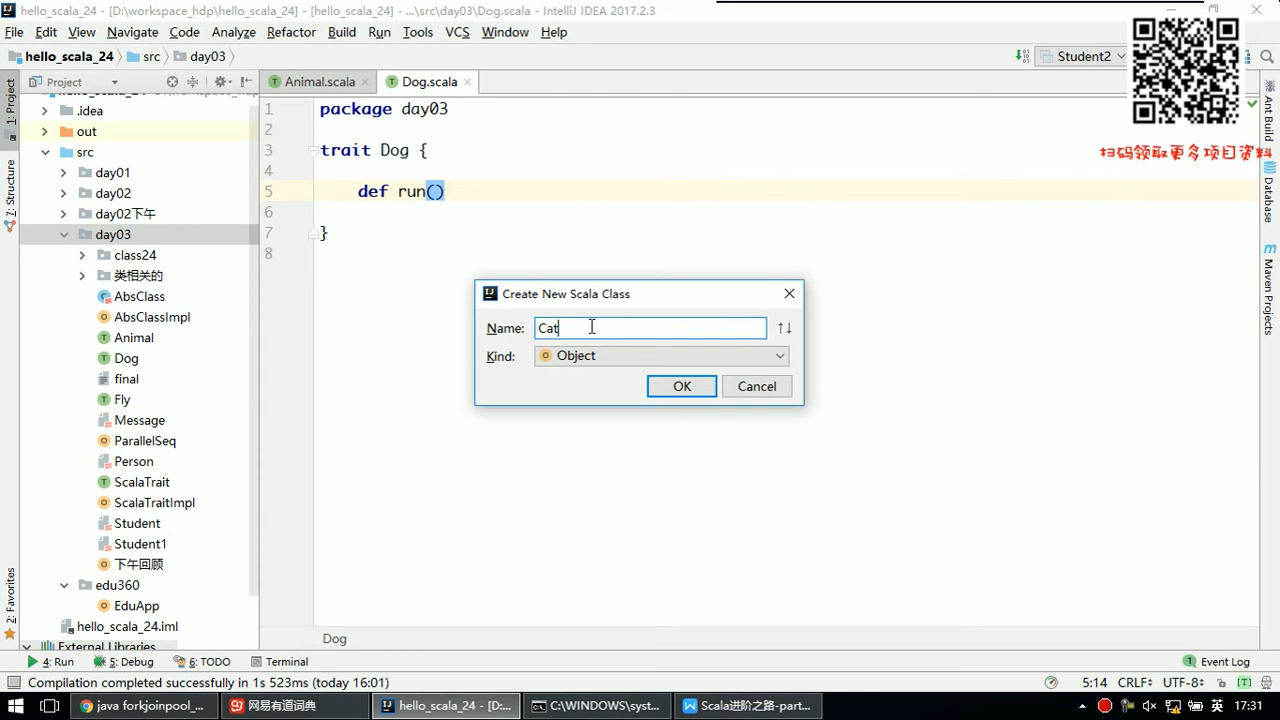 hello_scala_24 - [D:\workspace_hdp\hello_scala_24] - [hello_scala_24] - ...\src\day03\Dog.scala - IntelliJ IDEA 2017.2.3
File Edit View Navigate Code Analyze Refactor Build Run Tools VCS Window Help
hello_scala_24 src day03 Student2
Project Animal.scala Dog.scala
1: Project
7: Structure
2: Favorites
.idea
out
src
day01
day02
day02下午
day03
class24
类相关的
AbsClass
AbsClassImpl
Animal
Dog
final
Fly
Message
ParallelSeq
Person
ScalaTrait
ScalaTraitImpl
Student
Student1
下午回顾
edu360
EduApp
hello_scala_24.iml
External Libraries
1 package day03
2
3 trait Dog {
4
5 def run()
6
7 }
8
Create New Scala Class
Name: Cat
Kind: Object
OK Cancel
扫码领取更多项目资料
Ant Build
Database
Maven Projects
Dog
4: Run 5: Debug 6: TODO Terminal Event Log
Compilation completed successfully in 1s 523ms (today 16:01) 5:14 CRLF÷ UTF-8÷
java forkjoinpool_... 网易有道词典 hello_scala_24 - [D:... C:\WINDOWS\syst... Scala进阶之路-part... 英 17:31